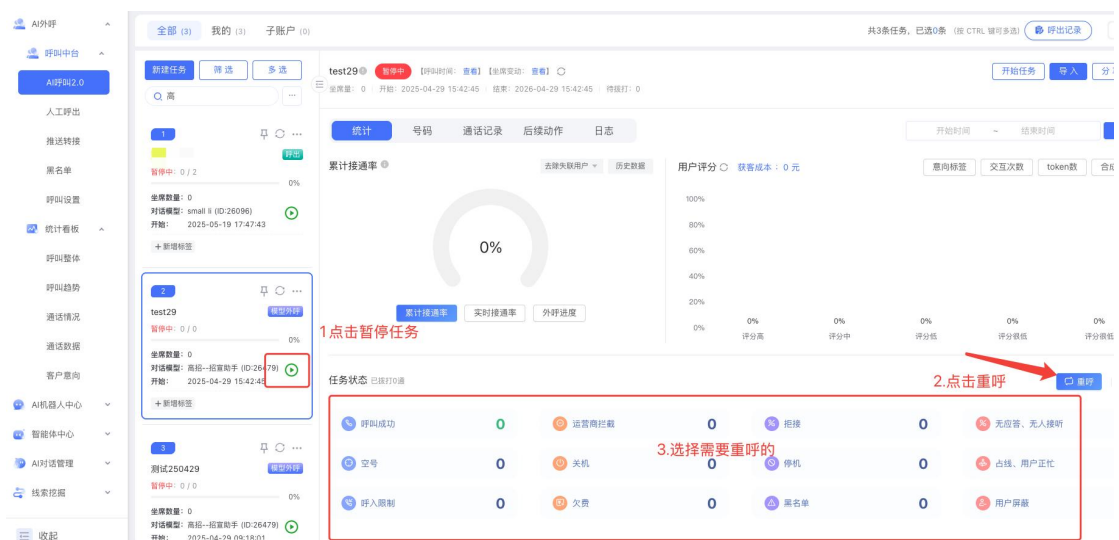 AI外呼
呼叫中台
AI呼叫2.0
人工呼出
推送转接
黑名单
呼叫设置
统计看板
呼叫整体
呼叫趋势
通话情况
通话数据
客户意向
AI机器人中心
智能体中心
AI对话管理
线索挖掘
收起
全部 (3) 我的 (3) 子账户 (0)
共3条任务，已选0条 (按 CTRL 键可多选) 呼出记录
新建任务 筛 选 多 选
高 ...
1
呼出
暂停中: 0 / 2
0%
坐席数量: 0
对话模型: small li (ID:26096)
开始: 2025-05-19 17:47:43
+ 新增标签
2
test29 模型外呼
暂停中: 0 / 0
0%
坐席数量: 0
对话模型: 高招--招宣助手 (ID:26479)
开始: 2025-04-29 15:42:45
+ 新增标签
3
测试250429 模型外呼
暂停中: 0 / 0
0%
坐席数量: 0
对话模型: 高招--招宣助手 (ID:26479)
开始: 2025-04-29 09:18:01
test29 暂停中 【呼叫时间: 查看】【坐席变动: 查看】
坐席量: 0 开始: 2025-04-29 15:42:45 结束: 2026-04-29 15:42:45 待拨打: 0
开始任务 导 入 分
统计 号码 通话记录 后续动作 日志
开始时间 ~ 结束时间
累计接通率 去除失联用户 历史数据
0%
累计接通率 实时接通率 外呼进度
1点击暂停任务
用户评分 获客成本：0 元 意向标签 交互次数 token数 合成
100%
80%
60%
40%
20%
0%
0% 0% 0% 0% 0%
评分高 评分中 评分低 评分很低 评分极低
任务状态 已拨打0通
2.点击重呼
重呼
呼叫成功 0 运营商拦截 0 拒接 0 无应答、无人接听
3.选择需要重呼的
空号 0 关机 0 停机 0 占线、用户正忙
呼入限制 0 欠费 0 黑名单 0 用户屏蔽